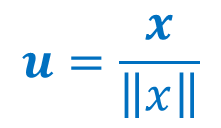 u = x / ||x||